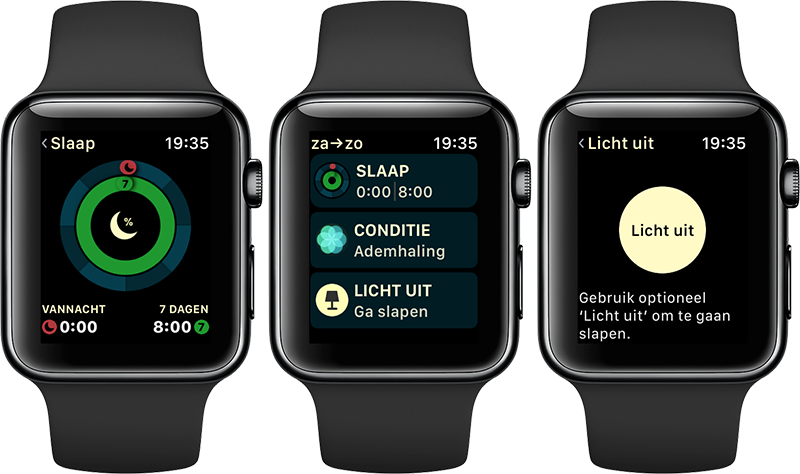 ‹ Slaap 19:35
7
%
VANNACHT 7 DAGEN
0:00 8:00 7
za→zo 19:35
SLAAP
0:00|8:00
CONDITIE
Ademhaling
LICHT UIT
Ga slapen
‹ Licht uit 19:35
Licht uit
Gebruik optioneel
‘Licht uit’ om te gaan
slapen.